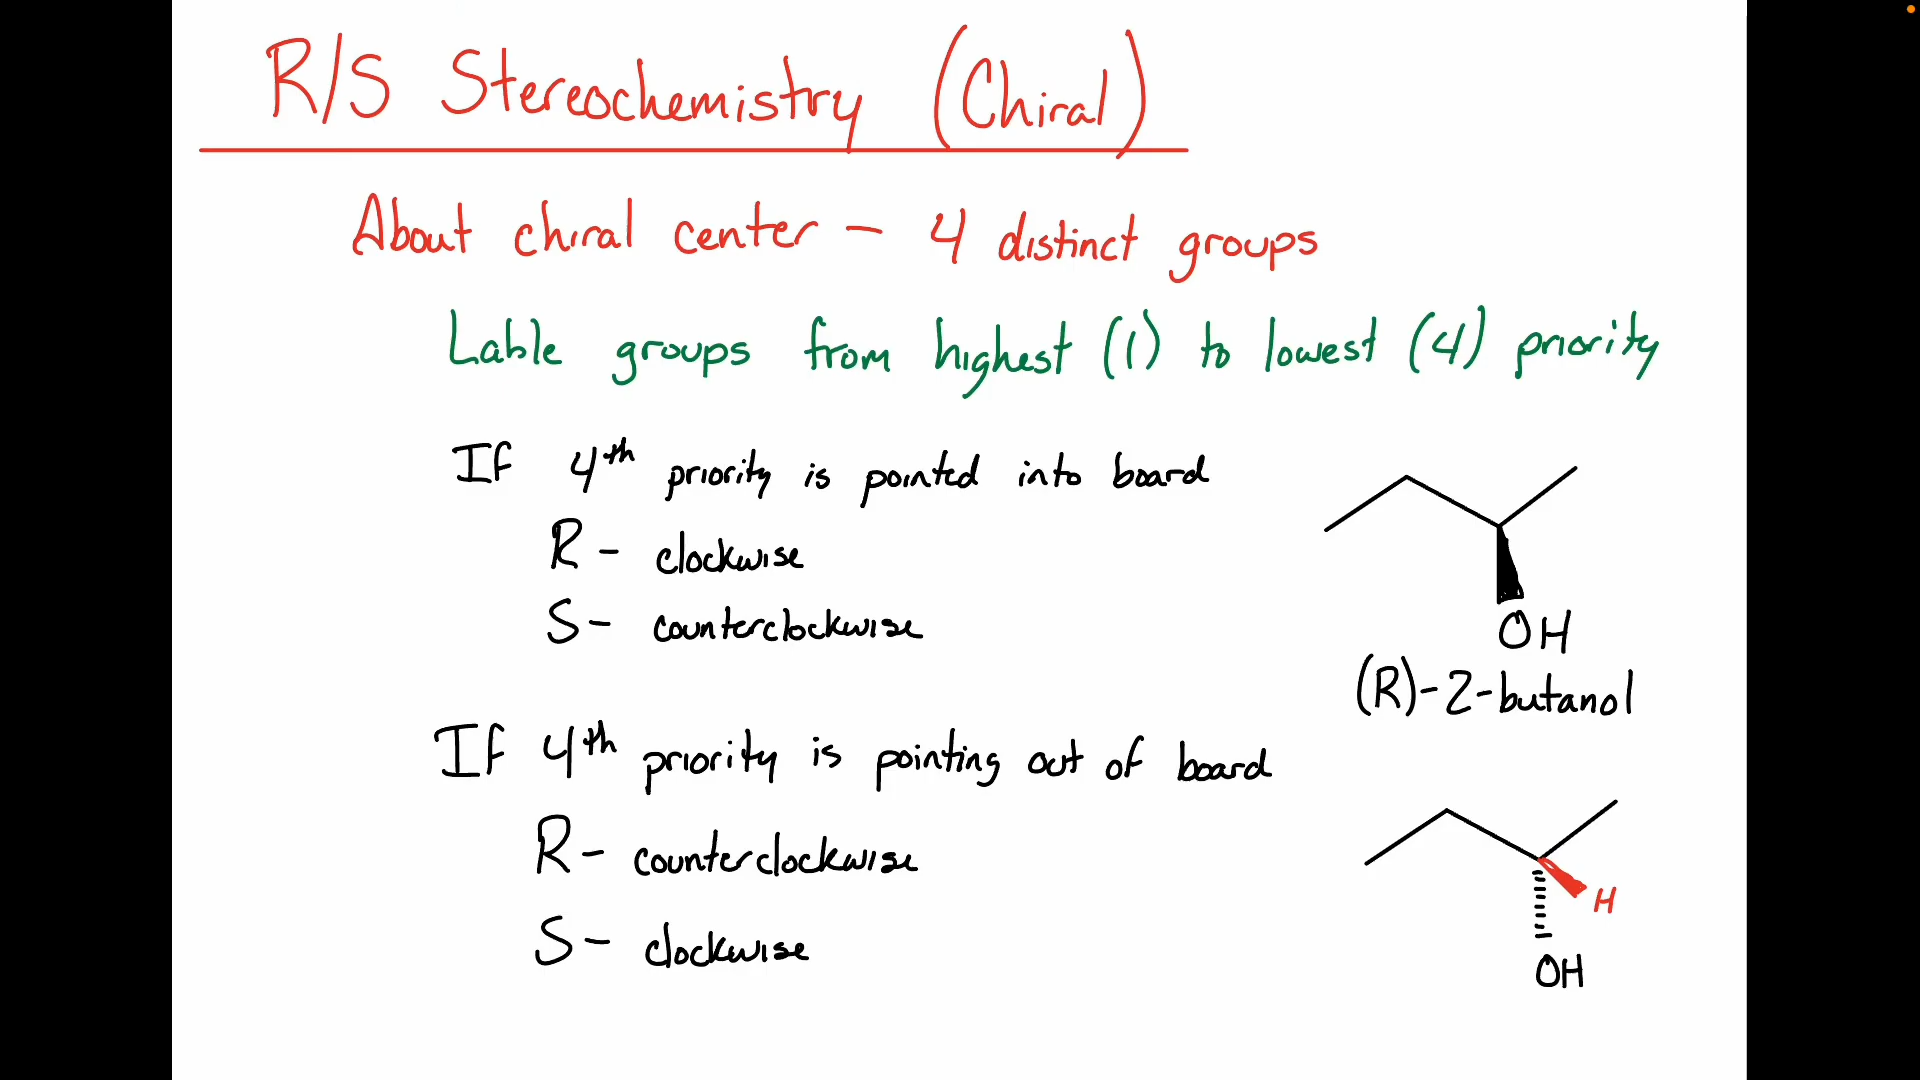 R/S Stereochemistry (Chiral)
About chiral center – 4 distinct groups
Lable groups from highest (1) to lowest (4) priority
If 4th priority is pointed into board
R – clockwise
S – counterclockwise
OH
(R)-2-butanol
If 4th priority is pointing out of board
R – counterclockwise
H
S – clockwise
OH